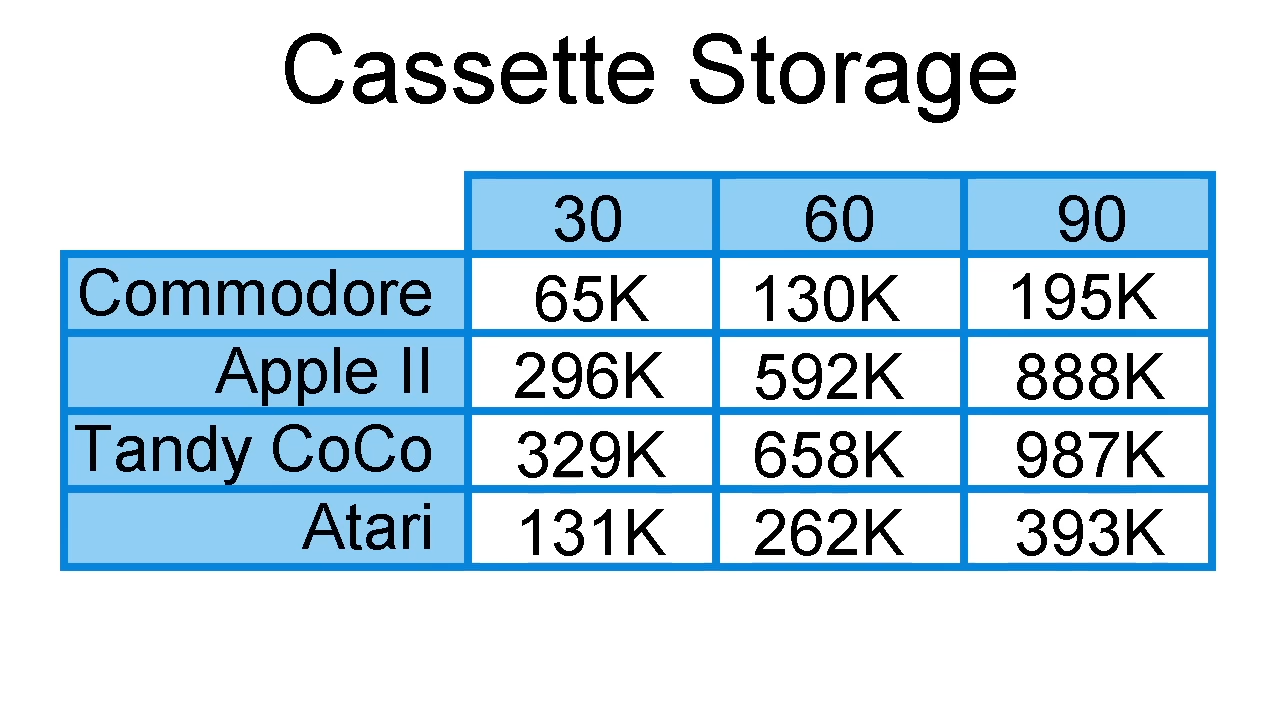 Cassette Storage
30 60 90
Commodore 65K 130K 195K
Apple II 296K 592K 888K
Tandy CoCo 329K 658K 987K
Atari 131K 262K 393K